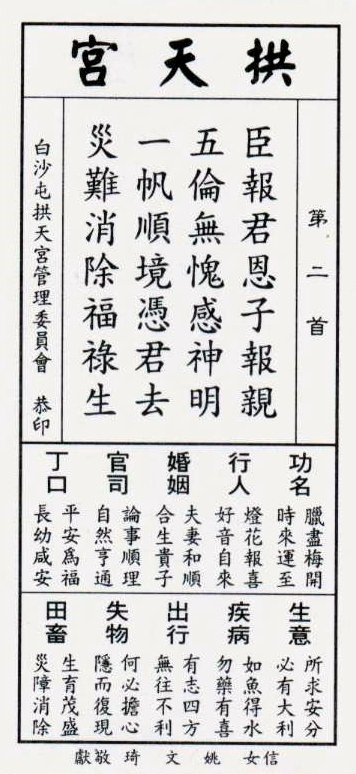 拱天宮
第二首
臣報君恩子報親
五倫無愧感神明
一帆順境憑君去
災難消除福祿生
白沙屯拱天宮管理委員會 恭印
功名
臘盡梅開
時來運至
行人
燈花報喜
好音自來
婚姻
夫妻和順
合生貴子
官司
論事順理
自然亨通
丁口
平安為福
長幼咸安
生意
所求安分
必有大利
疾病
如魚得水
勿藥有喜
出行
有志四方
無往不利
失物
何必擔心
隱而復現
田畜
生育茂盛
災障消除
信女 姚文琦 敬獻